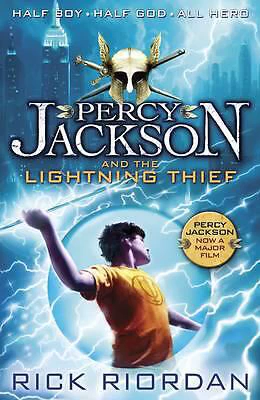 HALF BOY · HALF GOD · ALL HERO
PERCY
JACKSON
AND THE
LIGHTNING THIEF
PERCY
JACKSON
NOW A
MAJOR
FILM
RICK RIORDAN